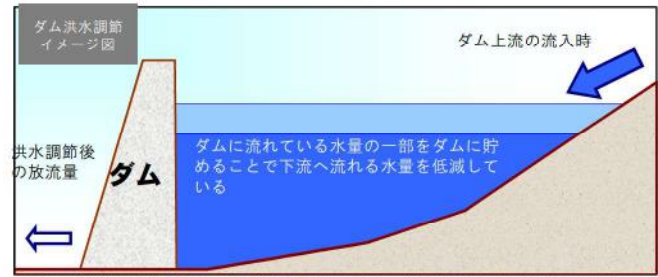 ダム洪水調節
イメージ図
ダム上流の流入時
ダムに流れている水量の一部をダムに貯
めることで下流へ流れる水量を低減して
いる
洪水調節後
の放流量
ダム